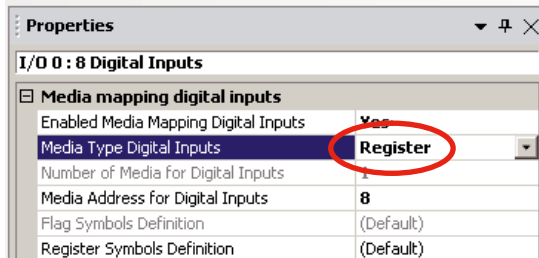 Properties
I/O 0 : 8 Digital Inputs
Media mapping digital inputs
Enabled Media Mapping Digital Inputs Yes
Media Type Digital Inputs Register
Number of Media for Digital Inputs 1
Media Address for Digital Inputs 8
Flag Symbols Definition (Default)
Register Symbols Definition (Default)